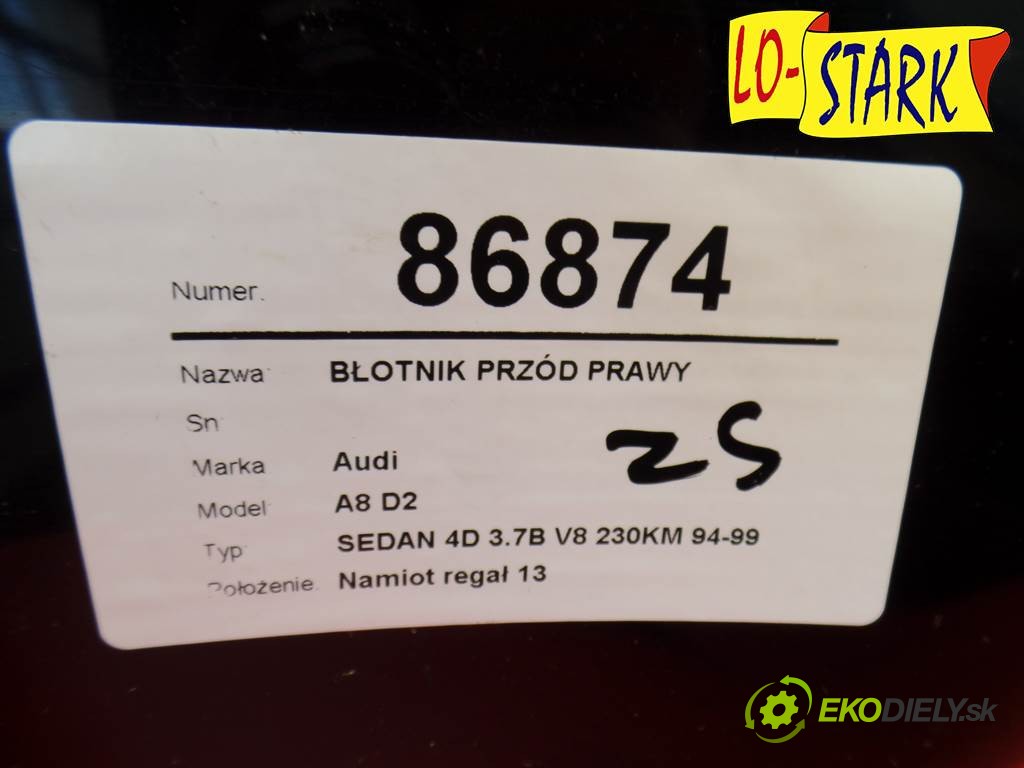 LO-STARK
Numer. 86874
Nazwa BŁOTNIK PRZÓD PRAWY
Sn
Marka Audi
Model A8 D2
Typ SEDAN 4D 3.7B V8 230KM 94-99
Położenie. Namiot regał 13
EKODIELY.sk